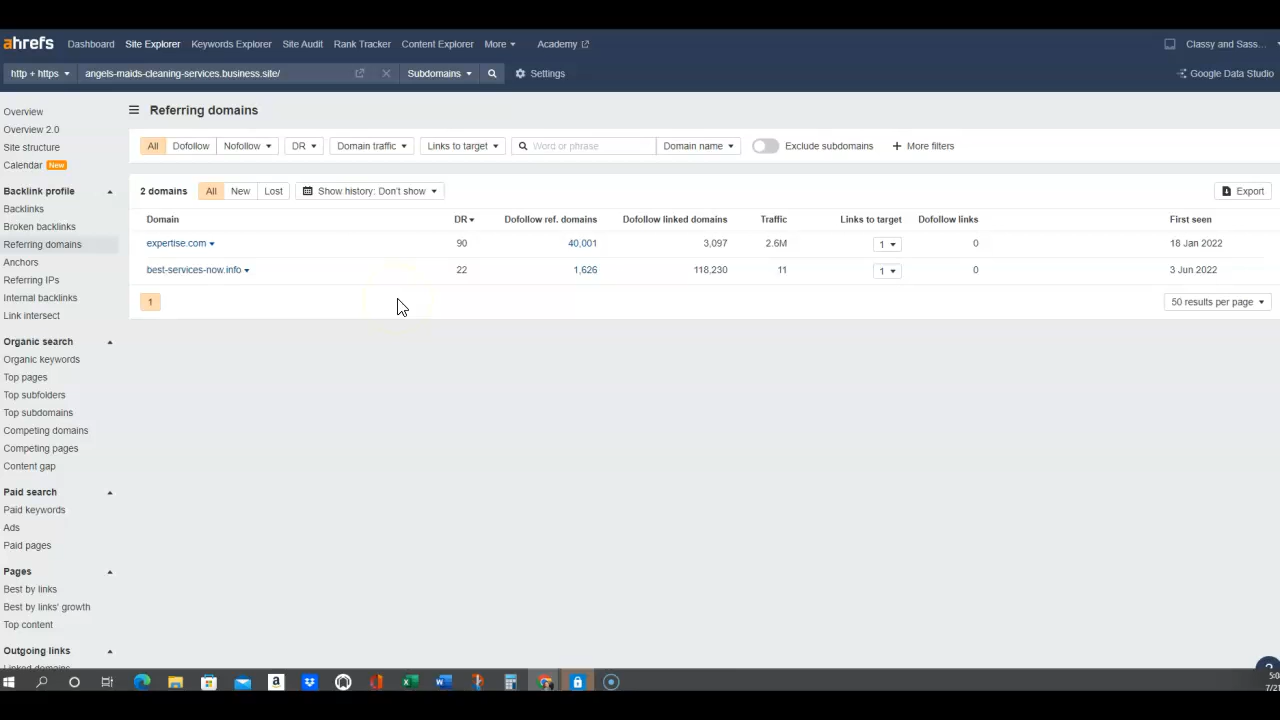 ahrefs Dashboard Site Explorer Keywords Explorer Site Audit Rank Tracker Content Explorer More Academy Classy and Sass...
http + https angels-maids-cleaning-services.business.site/ Subdomains Settings Google Data Studio
Overview
Overview 2.0
Site structure
Calendar New
Backlink profile
Backlinks
Broken backlinks
Referring domains
Anchors
Referring IPs
Internal backlinks
Link intersect
Organic search
Organic keywords
Top pages
Top subfolders
Top subdomains
Competing domains
Competing pages
Content gap
Paid search
Paid keywords
Ads
Paid pages
Pages
Best by links
Best by links' growth
Top content
Outgoing links
Linked domains
Referring domains
All Dofollow Nofollow DR Domain traffic Links to target Word or phrase Domain name Exclude subdomains + More filters
2 domains All New Lost Show history: Don't show Export
Domain DR Dofollow ref. domains Dofollow linked domains Traffic Links to target Dofollow links First seen
expertise.com 90 40,001 3,097 2.6M 1 0 18 Jan 2022
best-services-now.info 22 1,626 118,230 11 1 0 3 Jun 2022
1 50 results per page
?